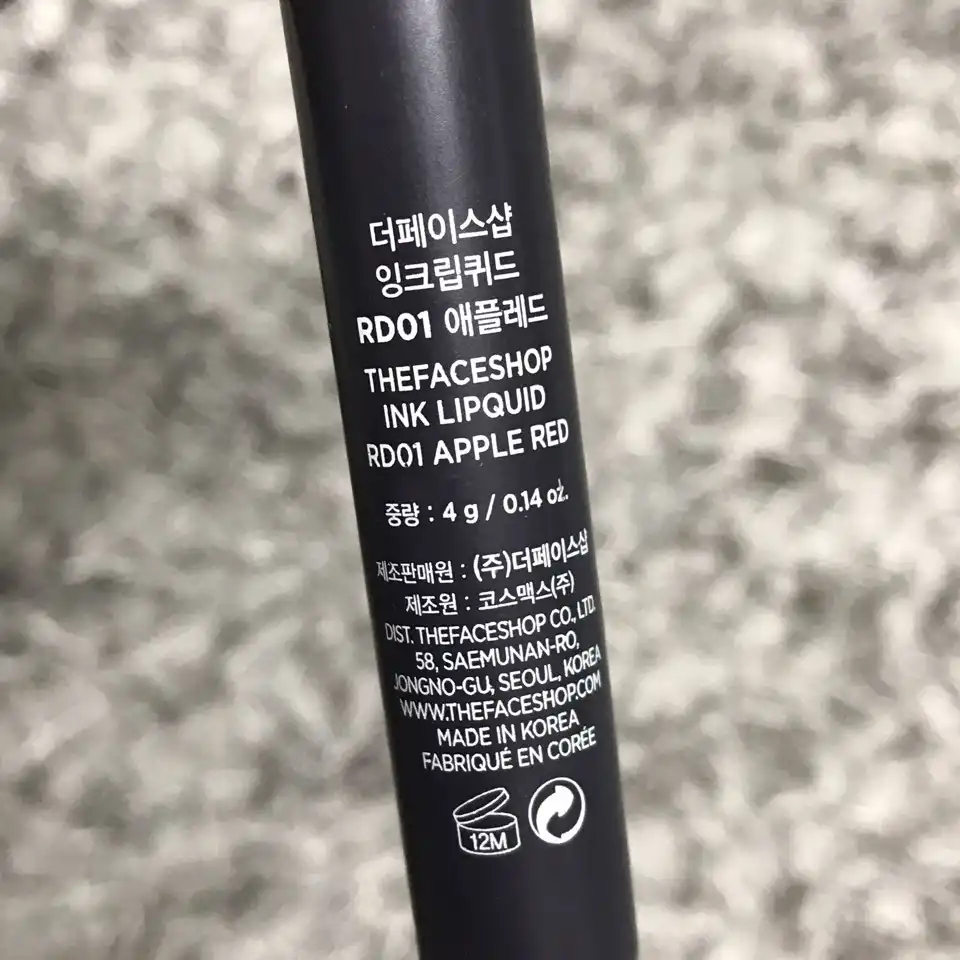 더페이스샵
잉크립퀴드
RD01 애플레드
THEFACESHOP
INK LIPQUID
RD01 APPLE RED
중량 : 4 g / 0.14 oz.
제조판매원 : (주)더페이스샵
제조원 : 코스맥스(주)
DIST. THEFACESHOP CO., LTD.
58, SAEMUNAN-RO,
JONGNO-GU, SEOUL, KOREA
WWW.THEFACESHOP.COM
MADE IN KOREA
FABRIQUÉ EN CORÉE
12M